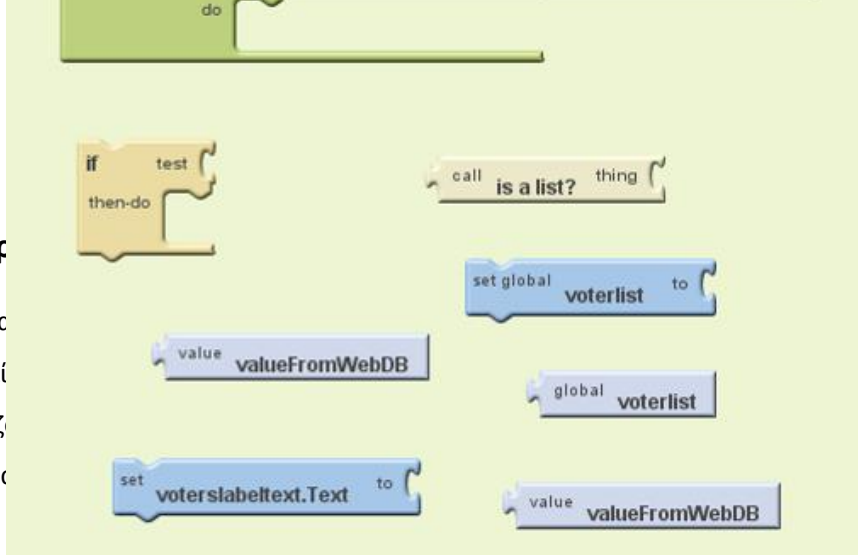 do
if test
then-do
call is a list? thing
set global voterlist to
value valueFromWebDB
global voterlist
set voterslabeltext.Text to
value valueFromWebDB